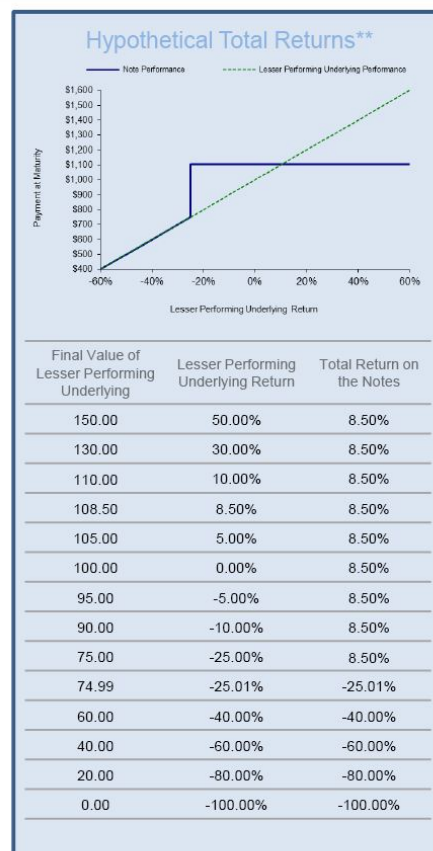 Hypothetical Total Returns**
Note Performance Lesser Performing Underlying Performance
$1,600
$1,500
$1,400
$1,300
$1,200
$1,100
$1,000
$900
$800
$700
$600
$500
$400
Payment at Maturity
-60% -40% -20% 0% 20% 40% 60%
Lesser Performing Underlying Return
Final Value of Lesser Performing Underlying Lesser Performing Underlying Return Total Return on the Notes
150.00 50.00% 8.50%
130.00 30.00% 8.50%
110.00 10.00% 8.50%
108.50 8.50% 8.50%
105.00 5.00% 8.50%
100.00 0.00% 8.50%
95.00 -5.00% 8.50%
90.00 -10.00% 8.50%
75.00 -25.00% 8.50%
74.99 -25.01% -25.01%
60.00 -40.00% -40.00%
40.00 -60.00% -60.00%
20.00 -80.00% -80.00%
0.00 -100.00% -100.00%